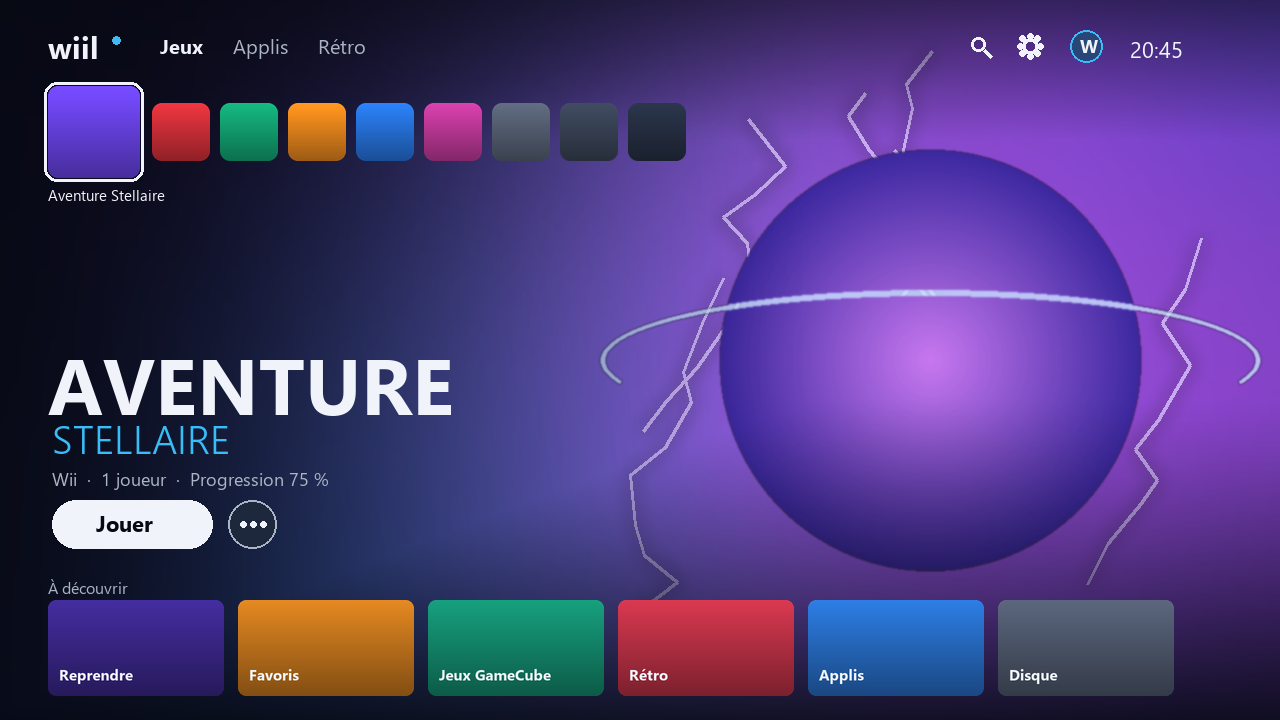 wiil
Jeux Applis Rétro
W 20:45
Aventure Stellaire
AVENTURE
STELLAIRE
Wii · 1 joueur · Progression 75 %
Jouer
À découvrir
Reprendre Favoris Jeux GameCube Rétro Applis Disque